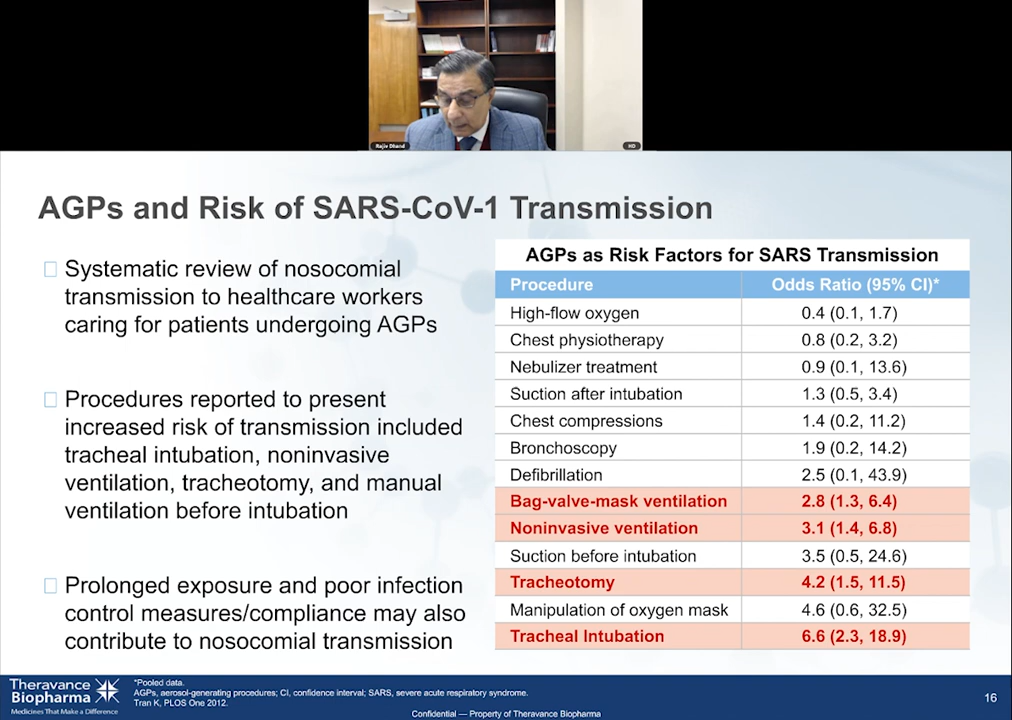 Rajiv Dhand
HD
AGPs and Risk of SARS-CoV-1 Transmission
Systematic review of nosocomial
transmission to healthcare workers
caring for patients undergoing AGPs
Procedures reported to present
increased risk of transmission included
tracheal intubation, noninvasive
ventilation, tracheotomy, and manual
ventilation before intubation
Prolonged exposure and poor infection
control measures/compliance may also
contribute to nosocomial transmission
AGPs as Risk Factors for SARS Transmission
Procedure Odds Ratio (95% CI)*
High-flow oxygen 0.4 (0.1, 1.7)
Chest physiotherapy 0.8 (0.2, 3.2)
Nebulizer treatment 0.9 (0.1, 13.6)
Suction after intubation 1.3 (0.5, 3.4)
Chest compressions 1.4 (0.2, 11.2)
Bronchoscopy 1.9 (0.2, 14.2)
Defibrillation 2.5 (0.1, 43.9)
Bag-valve-mask ventilation 2.8 (1.3, 6.4)
Noninvasive ventilation 3.1 (1.4, 6.8)
Suction before intubation 3.5 (0.5, 24.6)
Tracheotomy 4.2 (1.5, 11.5)
Manipulation of oxygen mask 4.6 (0.6, 32.5)
Tracheal Intubation 6.6 (2.3, 18.9)
Theravance
Biopharma
Medicines That Make a Difference
*Pooled data.
AGPs, aerosol-generating procedures; CI, confidence interval; SARS, severe acute respiratory syndrome.
Tran K, PLOS One 2012.
Confidential — Property of Theravance Biopharma
16